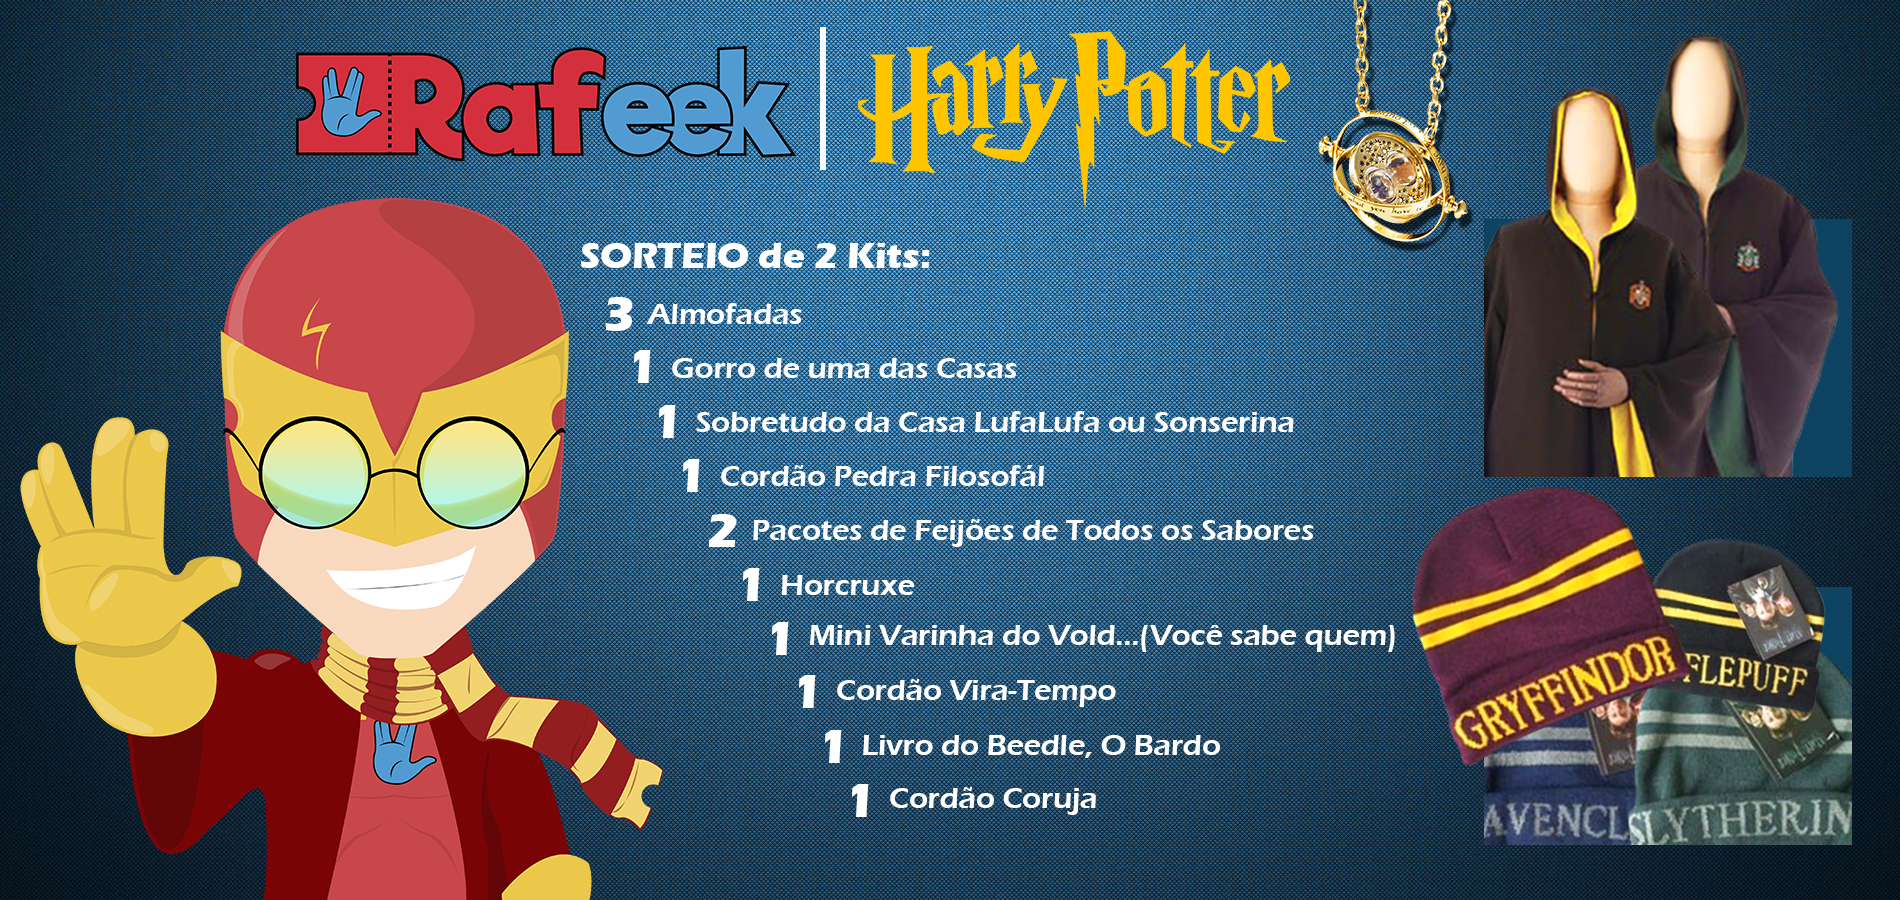 Rafeek
Harry Potter
SORTEIO de 2 Kits:
3 Almofadas
1 Gorro de uma das Casas
1 Sobretudo da Casa LufaLufa ou Sonserina
1 Cordão Pedra Filosofál
2 Pacotes de Feijões de Todos os Sabores
1 Horcruxe
1 Mini Varinha do Vold...(Você sabe quem)
1 Cordão Vira-Tempo
1 Livro do Beedle, O Bardo
1 Cordão Coruja
GRYFFINDOR
FLEPUFF
AVENCL
SLYTHERIN